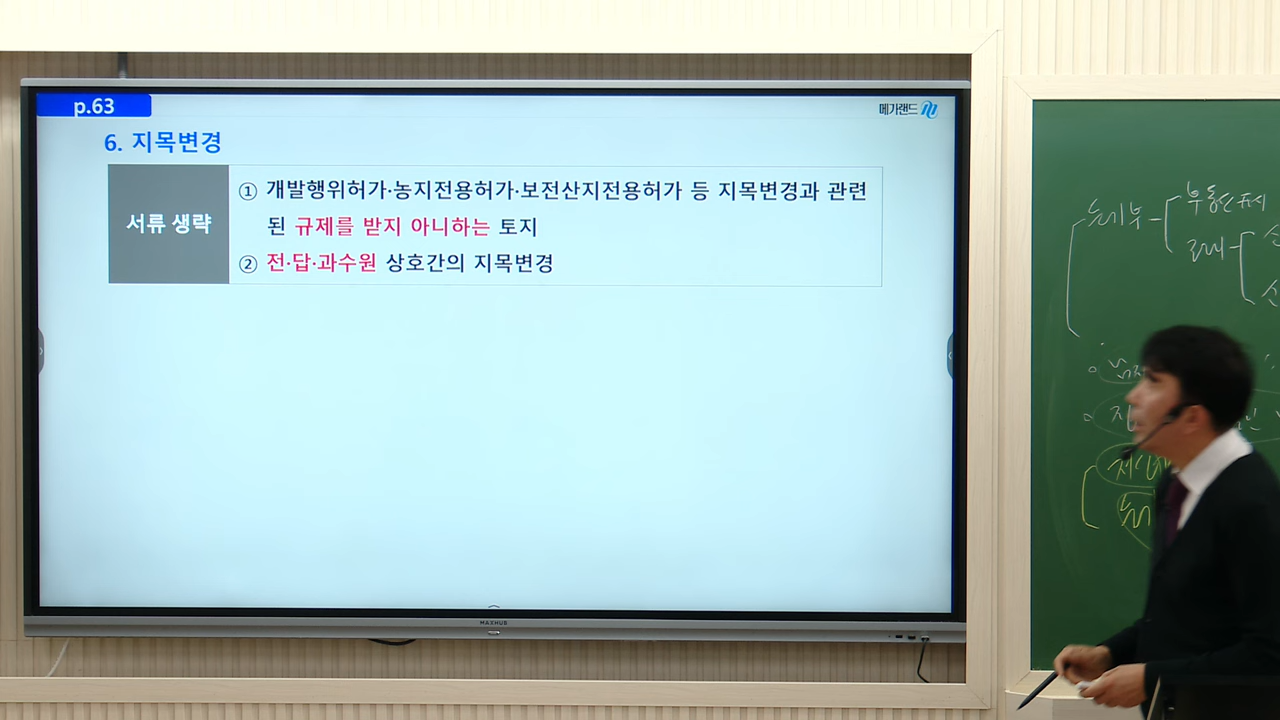 p.63
메가랜드
6. 지목변경
서류 생략
① 개발행위허가·농지전용허가·보전산지전용허가 등 지목변경과 관련
된 규제를 받지 아니하는 토지
② 전·답·과수원 상호간의 지목변경
MAXHUB